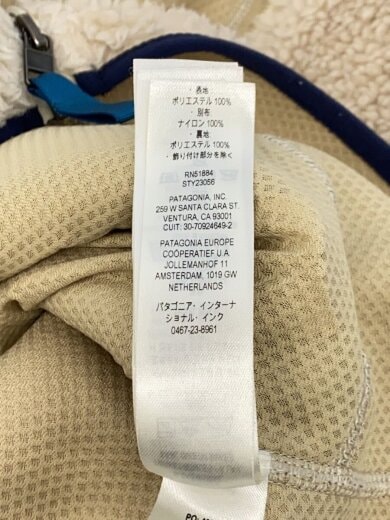 ・表地
ポリエステル 100%
・別布
ナイロン 100%
・裏地
ポリエステル 100%
・飾り付け部分を除く
RN51884
STY23056
PATAGONIA, INC.
259 W SANTA CLARA ST.
VENTURA, CA 93001
CUIT: 30-70924649-2
PATAGONIA EUROPE
COÖPERATIEF U.A.
JOLLEMANHOF 11
AMSTERDAM, 1019 GW
NETHERLANDS
パタゴニア・インターナ
ショナル・インク
0467-23-8961